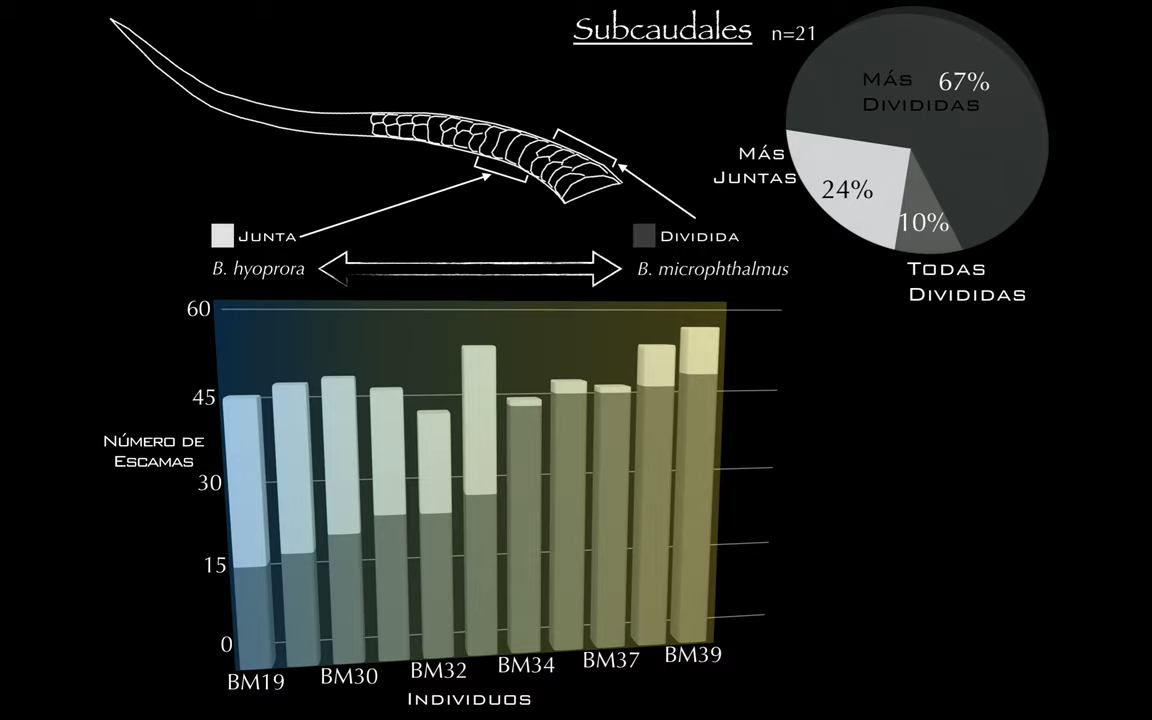 Subcaudales n=21
MÁS 67%
DIVIDIDAS
MÁS
JUNTAS
24%
10%
TODAS
DIVIDIDAS
JUNTA
DIVIDIDA
B. hyoprora
B. microphthalmus
60
45
30
15
0
NÚMERO DE
ESCAMAS
BM19 BM30 BM32 BM34 BM37 BM39
INDIVIDUOS